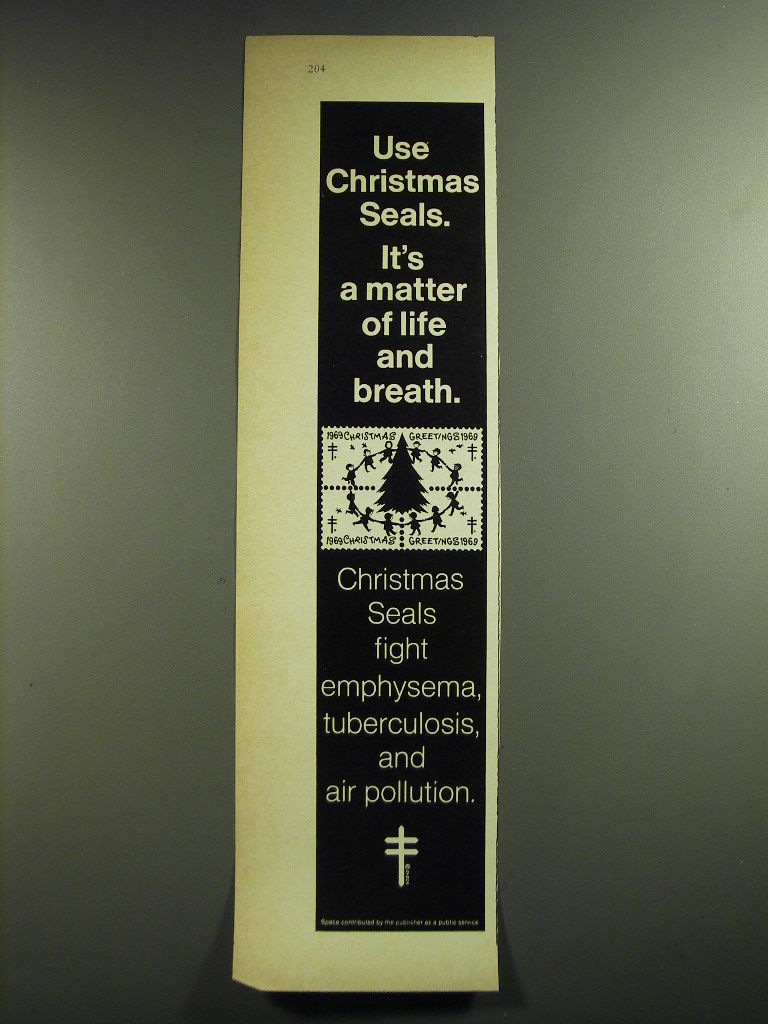 204
Use
Christmas
Seals.
It's
a matter
of life
and
breath.
1969 CHRISTMAS GREETINGS 1969
1969 CHRISTMAS GREETINGS 1969
Christmas
Seals
fight
emphysema,
tuberculosis,
and
air pollution.
Space contributed by the publisher as a public service